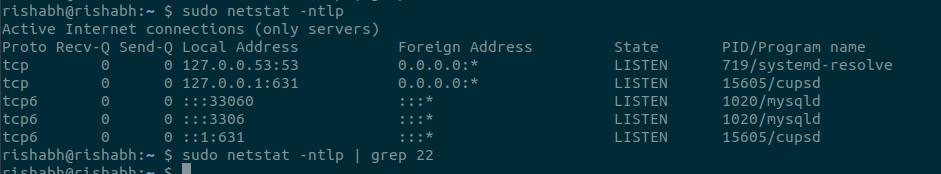 rishabh@rishabh:~ $ sudo netstat -ntlp
Active Internet connections (only servers)
Proto Recv-Q Send-Q Local Address           Foreign Address         State       PID/Program name
tcp        0      0 127.0.0.53:53           0.0.0.0:*               LISTEN      719/systemd-resolve
tcp        0      0 127.0.0.1:631           0.0.0.0:*               LISTEN      15605/cupsd
tcp6       0      0 :::33060                :::*                    LISTEN      1020/mysqld
tcp6       0      0 :::3306                 :::*                    LISTEN      1020/mysqld
tcp6       0      0 ::1:631                 :::*                    LISTEN      15605/cupsd
rishabh@rishabh:~ $ sudo netstat -ntlp | grep 22
rishabh@rishabh:~ $